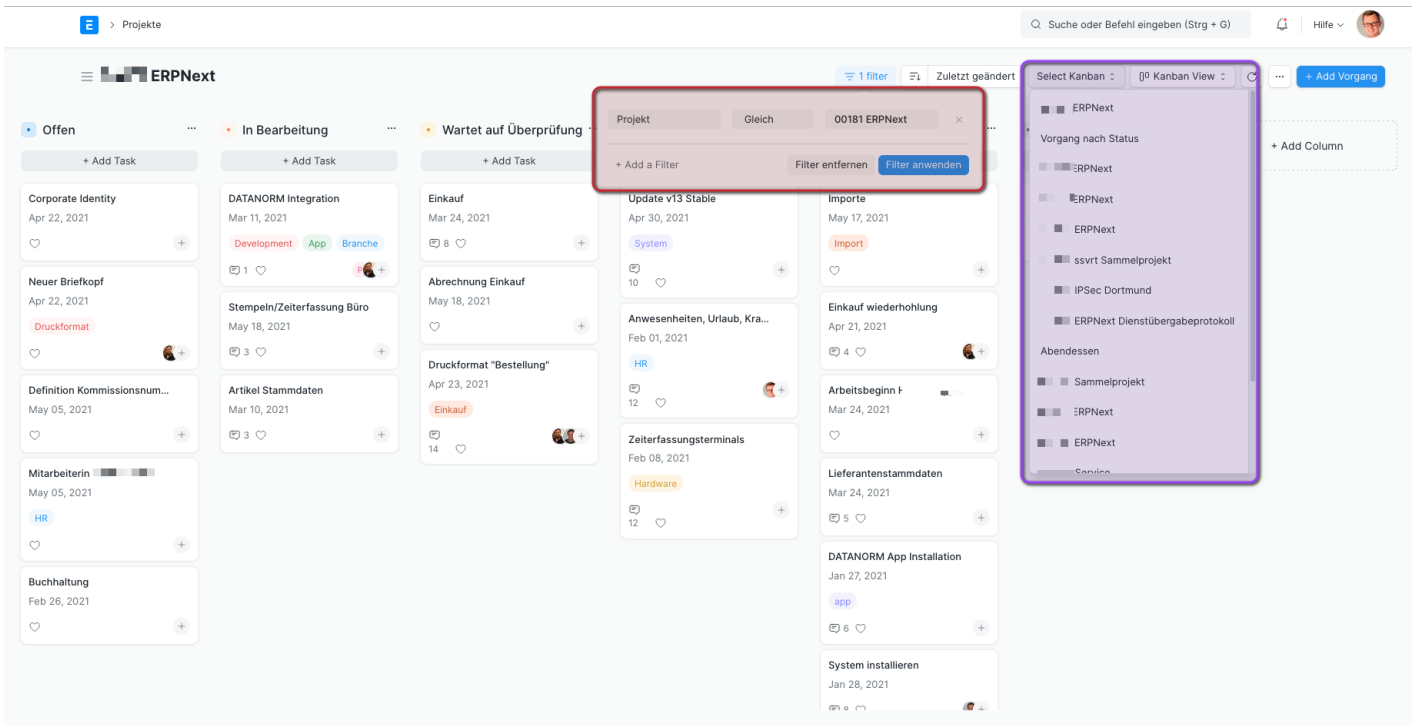 E > Projekte
Suche oder Befehl eingeben (Strg + G)
Hilfe
ERPNext
1 filter
Zuletzt geändert
Select Kanban
Kanban View
...
+ Add Vorgang
Offen
...
+ Add Task
Corporate Identity
Apr 22, 2021
+
Neuer Briefkopf
Apr 22, 2021
Druckformat
+
Definition Kommissionsnum...
May 05, 2021
+
Mitarbeiterin
May 05, 2021
HR
+
Buchhaltung
Feb 26, 2021
+
In Bearbeitung
...
+ Add Task
DATANORM Integration
Mar 11, 2021
Development App Branche
1
P +
Stempeln/Zeiterfassung Büro
May 18, 2021
3
+
Artikel Stammdaten
Mar 10, 2021
3
+
Wartet auf Überprüfung
+ Add Task
Einkauf
Mar 24, 2021
8
+
Abrechnung Einkauf
May 18, 2021
+
Druckformat "Bestellung"
Apr 23, 2021
Einkauf
14
+
Projekt Gleich 00181 ERPNext ×
+ Add a Filter Filter entfernen Filter anwenden
Update v13 Stable
Apr 30, 2021
System
10
+
Anwesenheiten, Urlaub, Kra...
Feb 01, 2021
HR
12
+
Zeiterfassungsterminals
Feb 08, 2021
Hardware
12
+
...
Importe
May 17, 2021
Import
+
Einkauf wiederhohlung
Apr 21, 2021
4
+
Arbeitsbeginn
Mar 24, 2021
+
Lieferantenstammdaten
Mar 24, 2021
5
+
DATANORM App Installation
Jan 27, 2021
app
6
+
System installieren
Jan 28, 2021
8
+
ERPNext
Vorgang nach Status
ERPNext
ERPNext
ERPNext
ssvrt Sammelprojekt
IPSec Dortmund
ERPNext Dienstübergabeprotokoll
Abendessen
Sammelprojekt
ERPNext
ERPNext
Service
+ Add Column